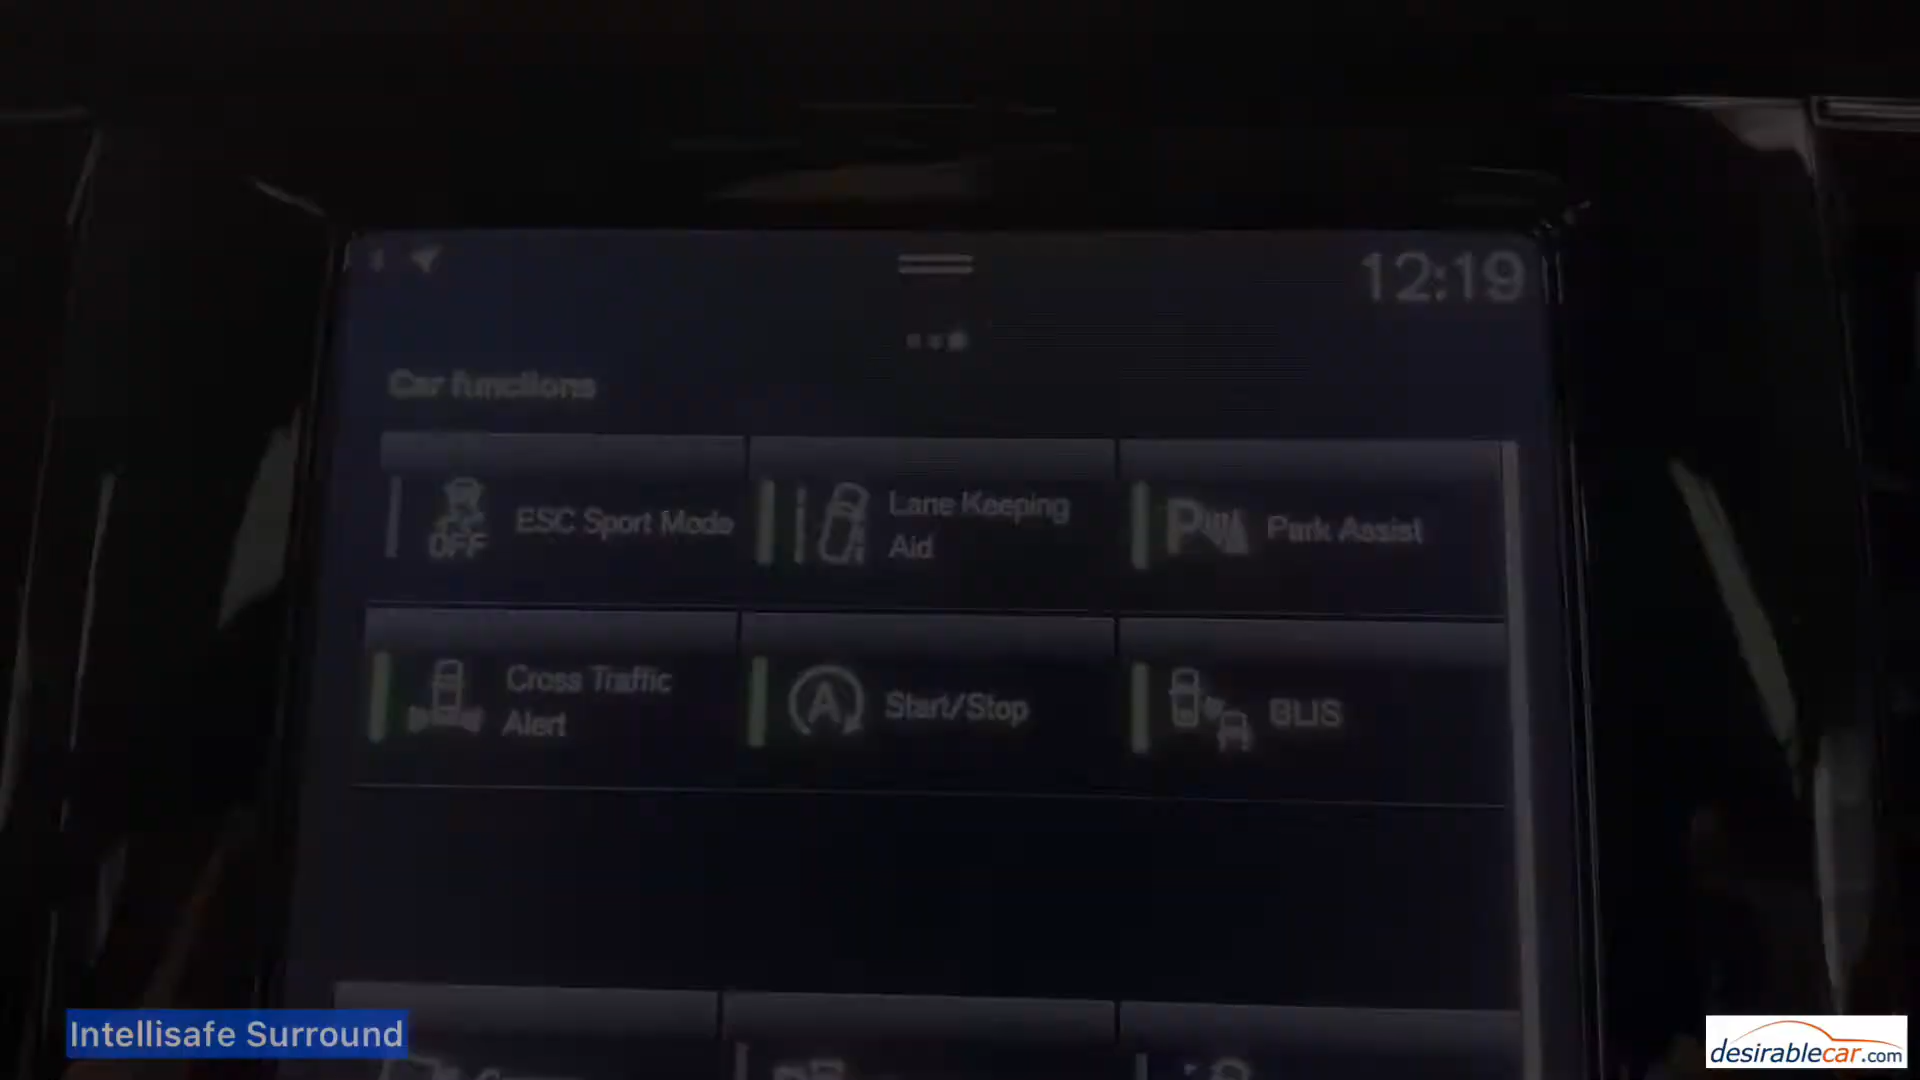 12:19
Car functions
OFF
ESC Sport Mode
Lane Keeping
Aid
P
Park Assist
Cross Traffic
Alert
A
Start/Stop
BLIS
Intellisafe Surround
desirablecar.com